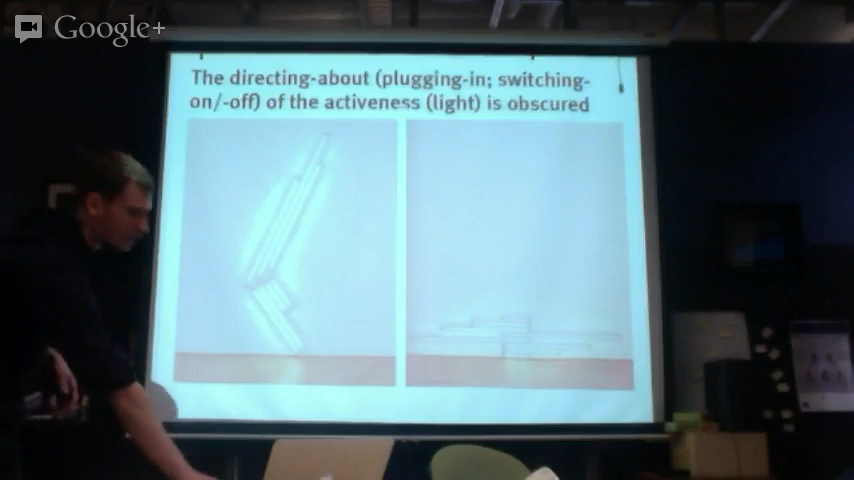 Google+
The directing-about (plugging-in; switching-
on/-off) of the activeness (light) is obscured